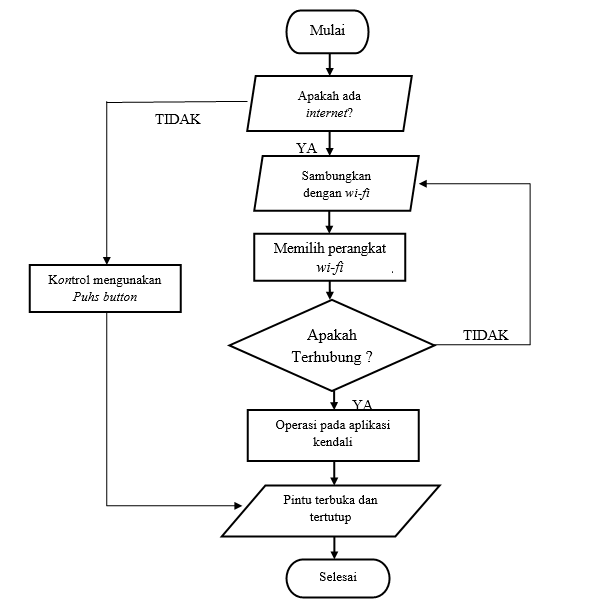 Mulai
Apakah ada
internet?
TIDAK
YA
Sambungkan
dengan wi-fi
Memilih perangkat
wi-fi
Kontrol mengunakan
Puhs button
Apakah
Terhubung ?
TIDAK
YA
Operasi pada aplikasi
kendali
Pintu terbuka dan
tertutup
Selesai